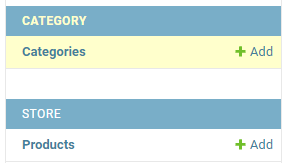 CATEGORY
Categories + Add
STORE
Products + Add